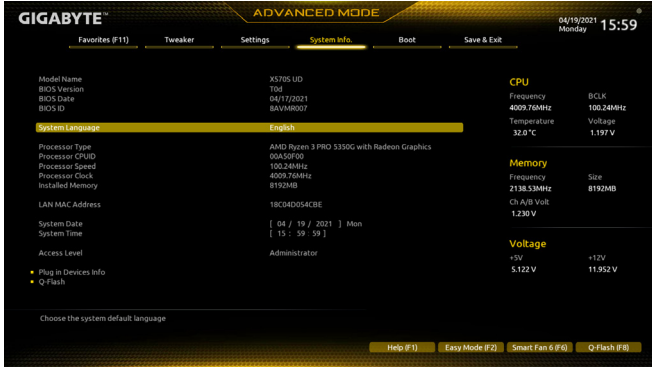 GIGABYTE™
ADVANCED MODE
04/19/2021 15:59
Monday
Favorites (F11) Tweaker Settings System Info. Boot Save & Exit
Model Name X570S UD
BIOS Version T0d
BIOS Date 04/17/2021
BIOS ID 8AVMR007
System Language English
Processor Type AMD Ryzen 3 PRO 5350G with Radeon Graphics
Processor CPUID 00A50F00
Processor Speed 100.24MHz
Processor Clock 4009.76MHz
Installed Memory 8192MB
LAN MAC Address 18C04D054CBE
System Date [ 04 / 19 / 2021 ] Mon
System Time [ 15 : 59 : 59 ]
Access Level Administrator
Plug in Devices Info
Q-Flash
CPU
Frequency BCLK
4009.76MHz 100.24MHz
Temperature Voltage
32.0 °C 1.197 V
Memory
Frequency Size
2138.53MHz 8192MB
Ch A/B Volt
1.230 V
Voltage
+5V +12V
5.122 V 11.952 V
Choose the system default language
Help (F1) Easy Mode (F2) Smart Fan 6 (F6) Q-Flash (F8)